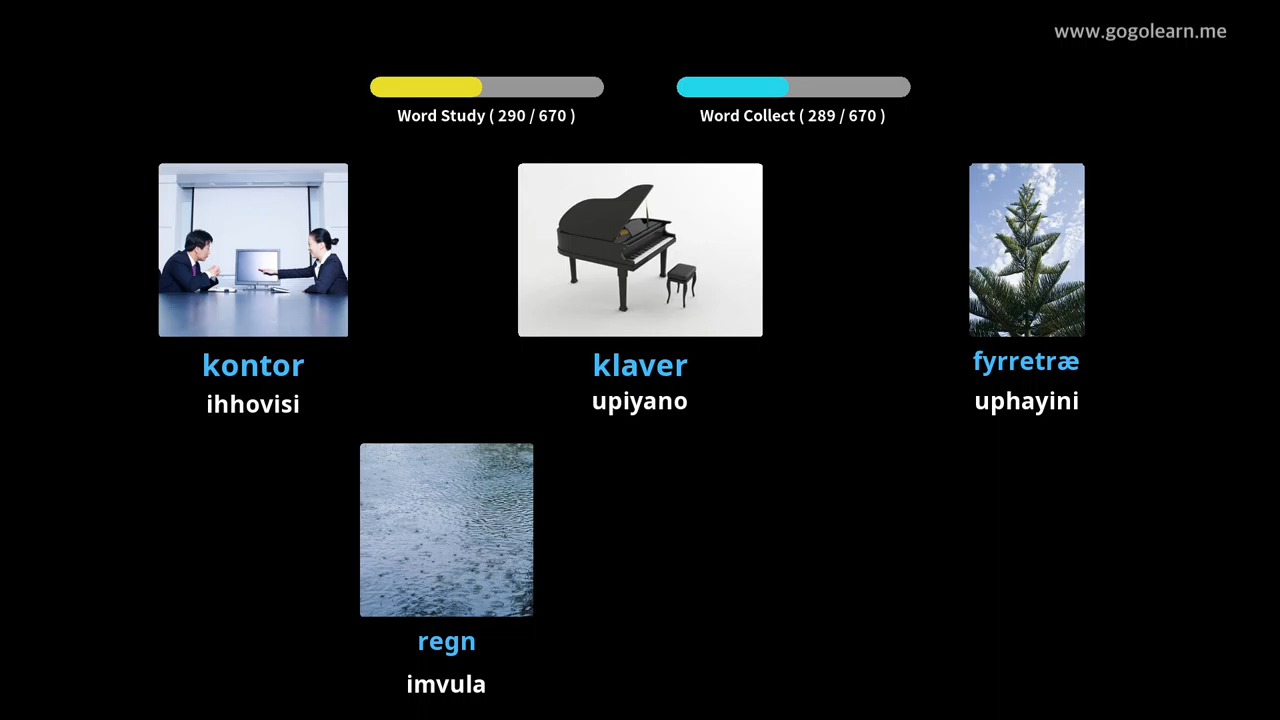 www.gogolearn.me
Word Study ( 290 / 670 )
Word Collect ( 289 / 670 )
kontor
ihhovisi
klaver
upiyano
fyrretræ
uphayini
regn
imvula